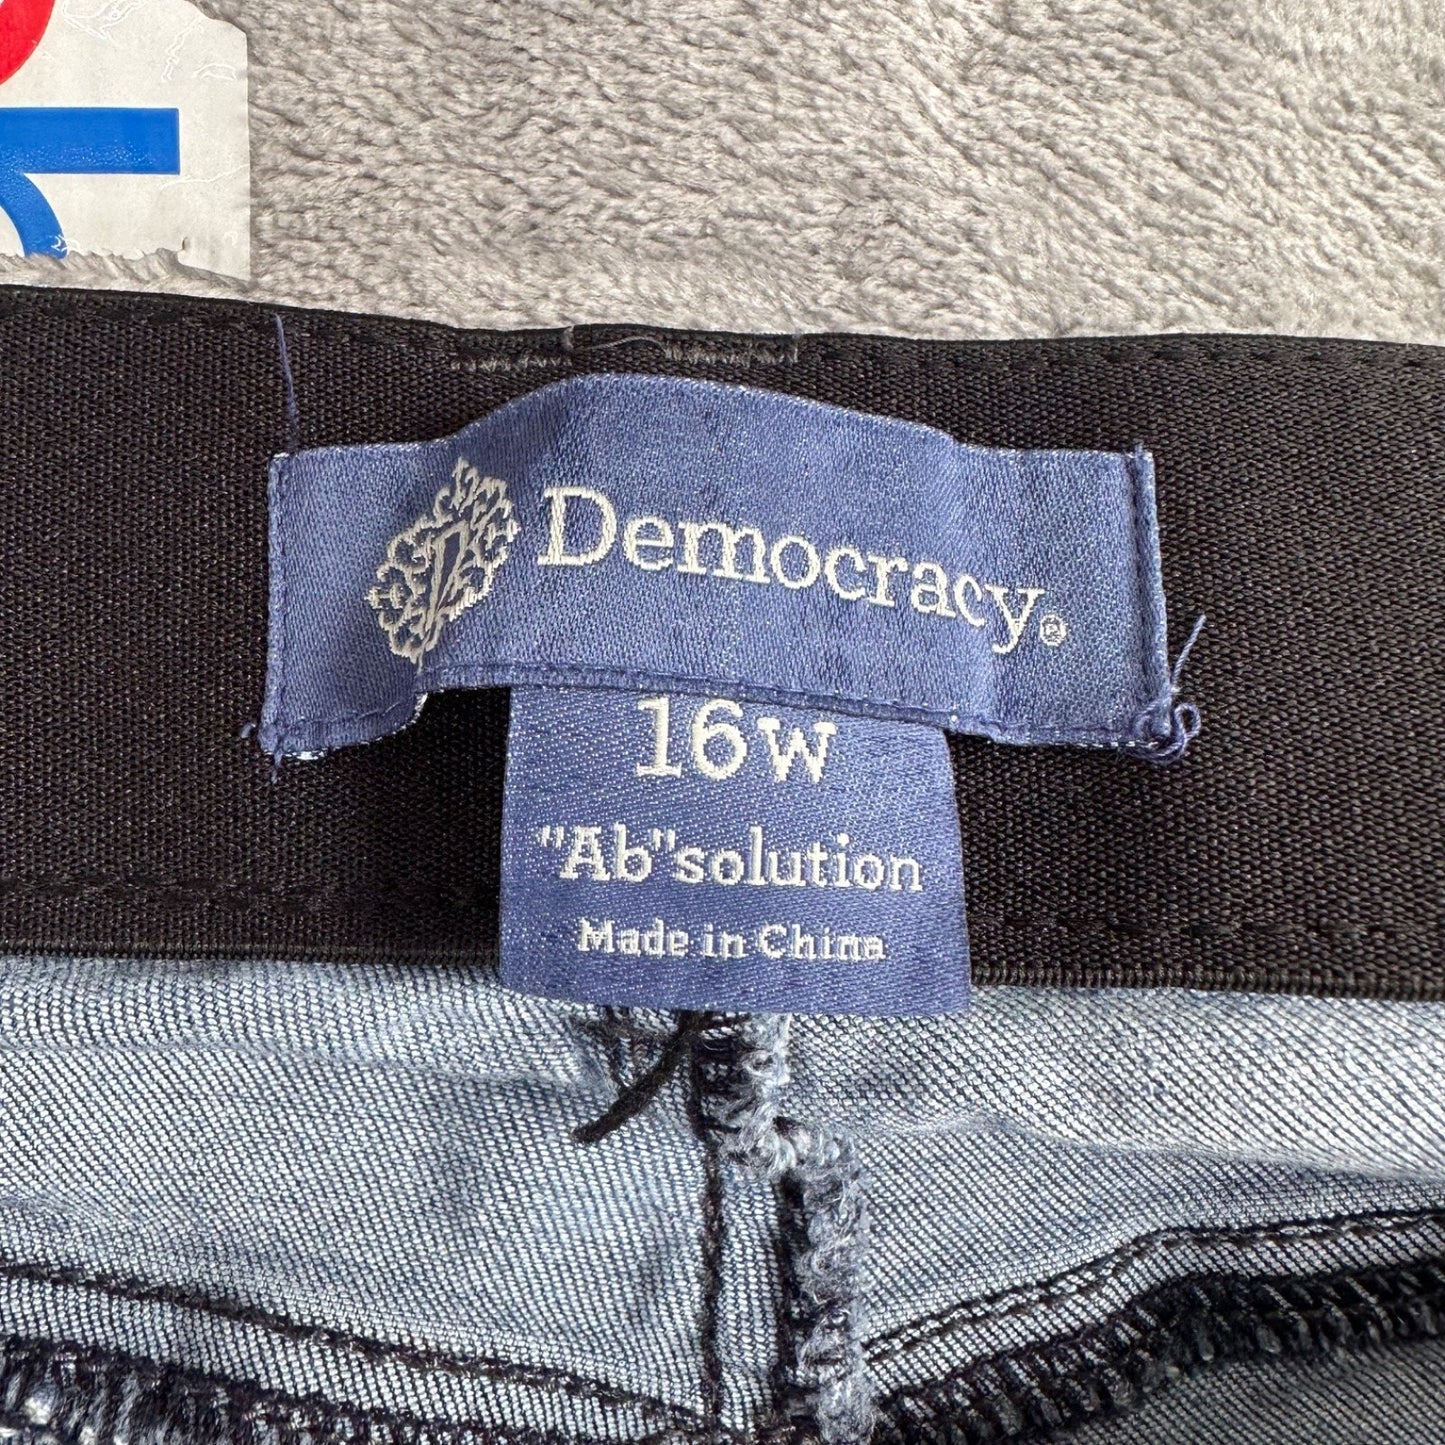 Democracy®
16W
"Ab"solution
Made in China